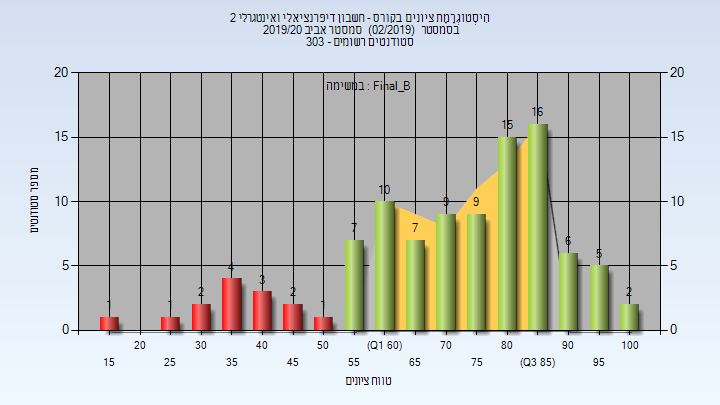 היסטוגרמת ציונים בקורס - חשבון דיפרנציאלי ואינטגרלי 2
בסמסטר (02/2019) סמסטר אביב 2019/20
סטודנטים רשומים - 303
במשימה : Final_B
20 20
15 15
10 10
5 5
0 0
מספר סטודנטים
1 1 2 4 3 2 1 7 10 7 9 9 15 16 6 5 2
20 30 40 50 (Q1 60) 70 80 90 100
15 25 35 45 55 65 75 (Q3 85) 95
טווח ציונים